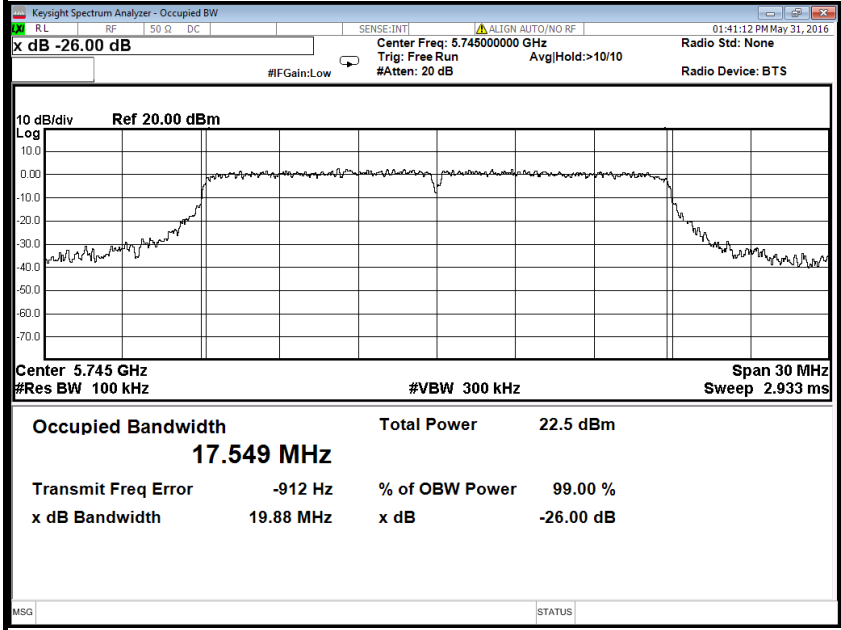 Keysight Spectrum Analyzer - Occupied BW
LXI RL RF 50 Ω DC SENSE:INT ALIGN AUTO/NO RF 01:41:12 PM May 31, 2016
x dB -26.00 dB Center Freq: 5.745000000 GHz Radio Std: None
Trig: Free Run Avg|Hold:>10/10
#IFGain:Low #Atten: 20 dB Radio Device: BTS
10 dB/div Ref 20.00 dBm
Log
10.0
0.00
-10.0
-20.0
-30.0
-40.0
-50.0
-60.0
-70.0
Center 5.745 GHz Span 30 MHz
#Res BW 100 kHz #VBW 300 kHz Sweep 2.933 ms
Occupied Bandwidth Total Power 22.5 dBm
17.549 MHz
Transmit Freq Error -912 Hz % of OBW Power 99.00 %
x dB Bandwidth 19.88 MHz x dB -26.00 dB
MSG STATUS